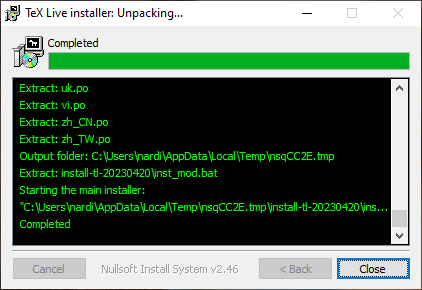 TeX Live installer: Unpacking...
Completed
Extract: uk.po
Extract: vi.po
Extract: zh_CN.po
Extract: zh_TW.po
Output folder: C:\Users\nardi\AppData\Local\Temp\nsqCC2E.tmp
Extract: install-tl-20230420\inst_mod.bat
Starting the main installer:
"C:\Users\nardi\AppData\Local\Temp\nsqCC2E.tmp\install-tl-20230420\ins...
Completed
Cancel Nullsoft Install System v2.46 < Back Close